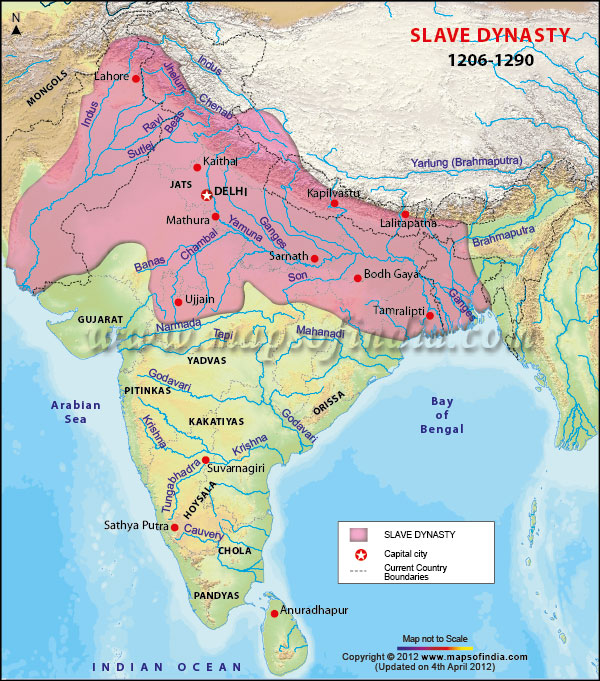 N
SLAVE DYNASTY
1206-1290
MONGOLS
Lahore
Indus
Jhelum
Indus
Chenab
Ravi
Beas
Sutlej
Kaithal
JATS
DELHI
Mathura
Yarlung (Brahmaputra)
Kapilvastu
Lalitapatna
Brahmaputra
Yamuna
Ganges
Chambal
Banas
Sarnath
Son
Bodh Gaya
Ujjain
Tamralipti
Ganges
GUJARAT
Narmada
Tapi
Mahanadi
www.mapsofindia.com
YADVAS
Godavari
PITINKAS
ORISSA
Arabian
Sea
Bay
of
Bengal
KAKATIYAS
Krishna
Krishna
Godavari
Suvarnagiri
Tungabhadra
HOYSALA
Sathya Putra
Cauvery
CHOLA
PANDYAS
Anuradhapur
SLAVE DYNASTY
Capital city
Current Country
Boundaries
Map not to Scale
Copyright © 2012 www.mapsofindia.com
(Updated on 4th April 2012)
INDIAN OCEAN